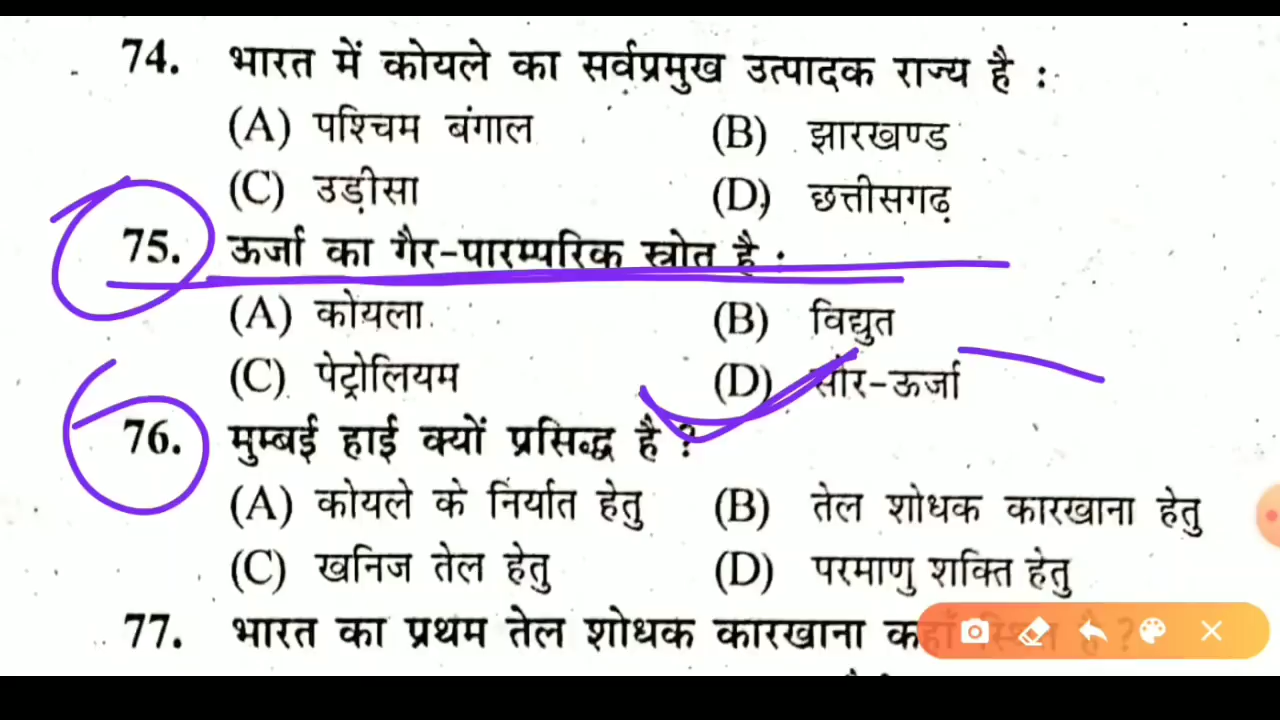 74. भारत में कोयले का सर्वप्रमुख उत्पादक राज्य है :
(A) पश्चिम बंगाल (B) झारखण्ड
(C) उड़ीसा (D) छत्तीसगढ़
75. ऊर्जा का गैर-पारम्परिक स्त्रोत है :
(A) कोयला (B) विद्युत
(C) पेट्रोलियम (D) सौर-ऊर्जा
76. मुम्बई हाई क्यों प्रसिद्ध है ?
(A) कोयले के निर्यात हेतु (B) तेल शोधक कारखाना हेतु
(C) खनिज तेल हेतु (D) परमाणु शक्ति हेतु
77. भारत का प्रथम तेल शोधक कारखाना कहाँ स्थित है ?